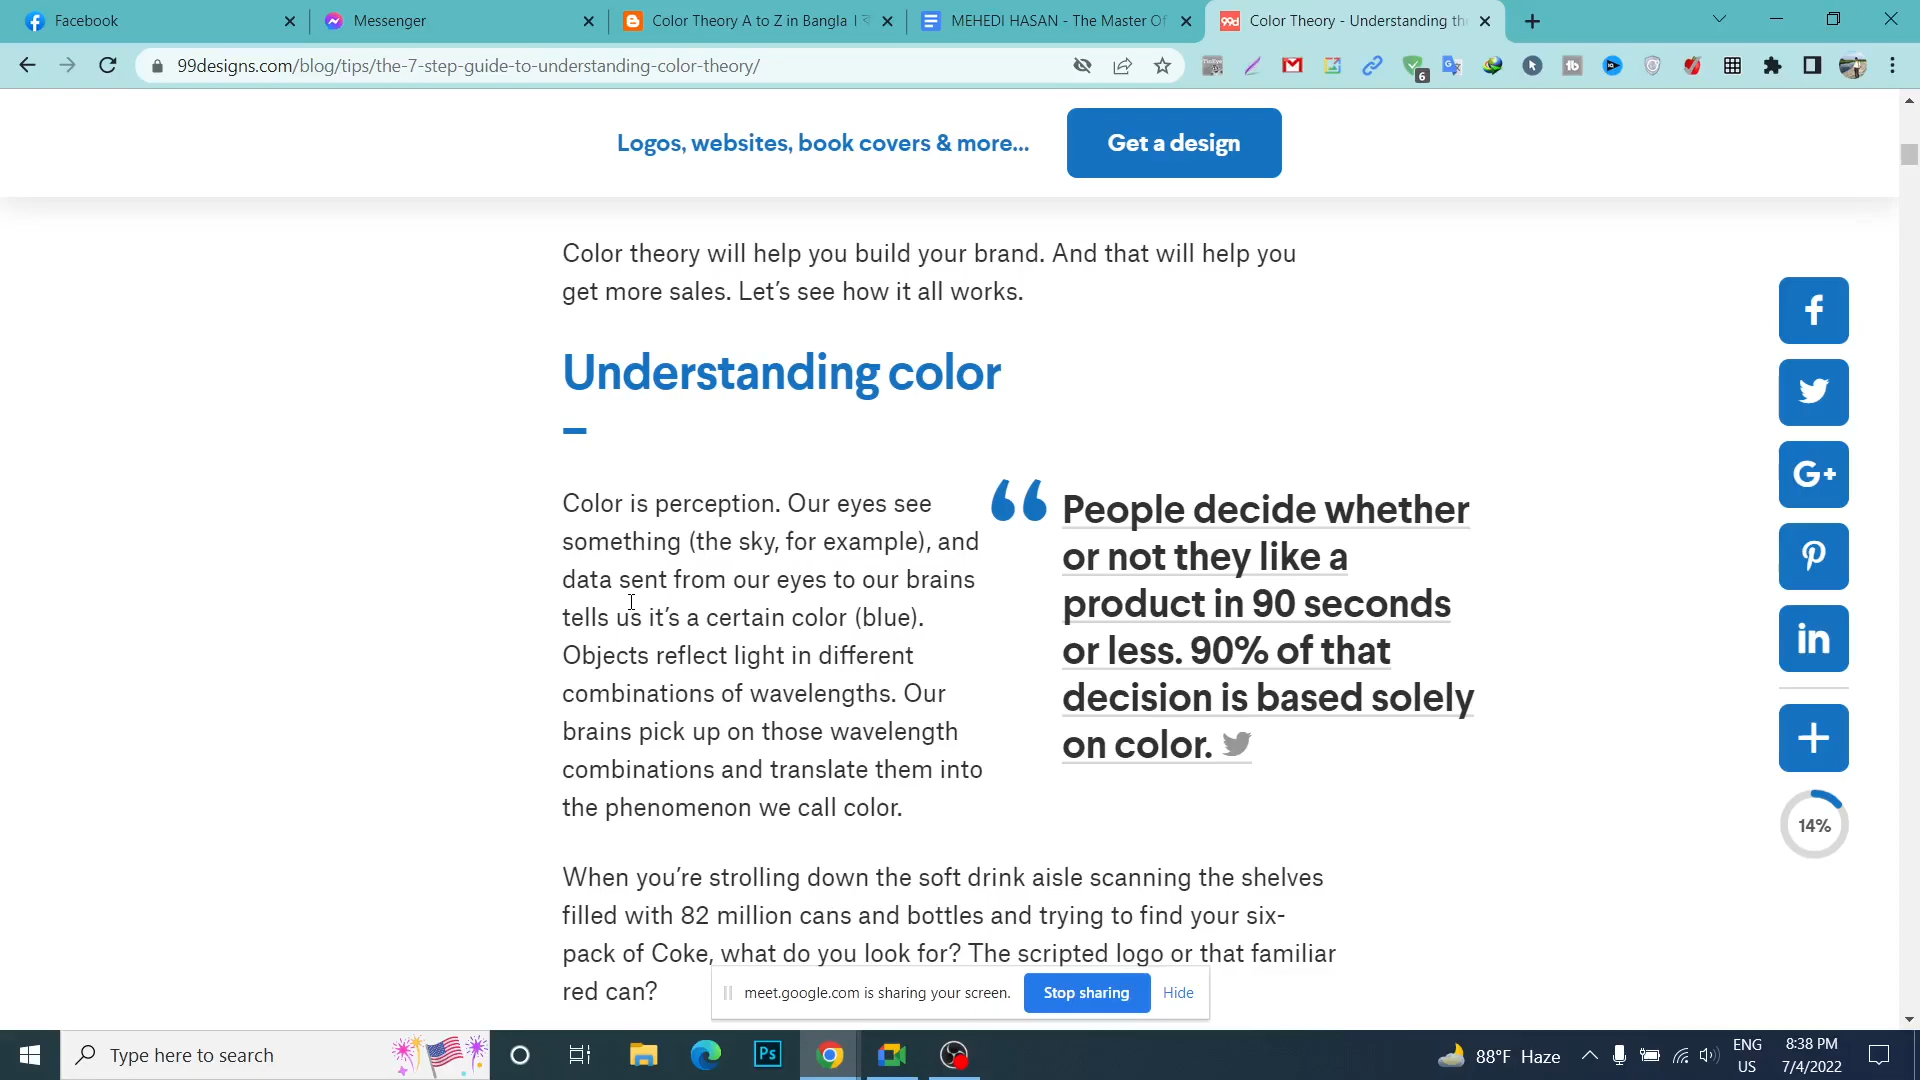 Facebook
Messenger
Color Theory A to Z in Bangla ।
MEHEDI HASAN - The Master Of
99d
Color Theory - Understanding th
99designs.com/blog/tips/the-7-step-guide-to-understanding-color-theory/
6
Logos, websites, book covers & more...
Get a design
Color theory will help you build your brand. And that will help you
get more sales. Let’s see how it all works.
Understanding color
Color is perception. Our eyes see
something (the sky, for example), and
data sent from our eyes to our brains
tells us it’s a certain color (blue).
Objects reflect light in different
combinations of wavelengths. Our
brains pick up on those wavelength
combinations and translate them into
the phenomenon we call color.
“ People decide whether
or not they like a
product in 90 seconds
or less. 90% of that
decision is based solely
on color.
G+
in
14%
When you’re strolling down the soft drink aisle scanning the shelves
filled with 82 million cans and bottles and trying to find your six-
pack of Coke, what do you look for? The scripted logo or that familiar
red can?
meet.google.com is sharing your screen.
Stop sharing
Hide
Type here to search
Ps
88°F Haze
ENG
US
8:38 PM
7/4/2022